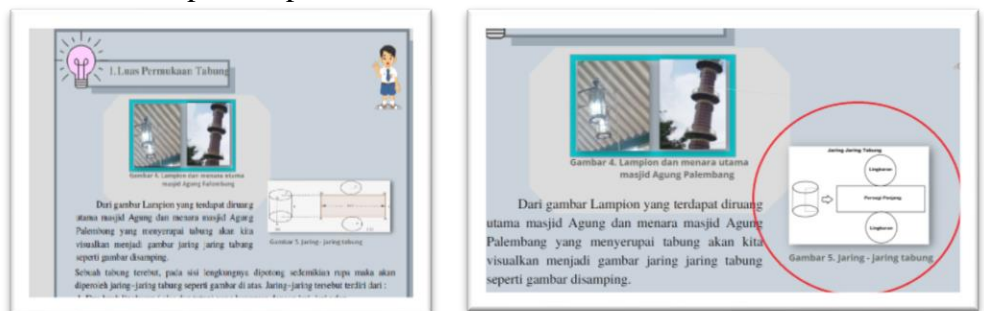 1. Luas Permukaan Tabung
Gambar 4. Lampion dan menara utama
masjid Agung Palembang
Dari gambar Lampion yang terdapat diruang
utama masjid Agung dan menara masjid Agung
Palembang yang menyerupai tabung akan kita
visualkan menjadi gambar jaring jaring tabung
seperti gambar disamping.
Gambar 5. Jaring - Jaring tabung
Sebuah tabung tersebut, pada sisi lengkungnya dipotong sedemikian rupa maka akan
diperoleh jaring-jaring tabung seperti gambar di atas. Jaring-jaring tersebut terdiri dari :
Gambar 4. Lampion dan menara utama
masjid Agung Palembang
Dari gambar Lampion yang terdapat diruang
utama masjid Agung dan menara masjid Agung
Palembang yang menyerupai tabung akan kita
visualkan menjadi gambar jaring jaring tabung
seperti gambar disamping.
Jaring Jaring Tabung
Lingkaran
Persegi Panjang
Lingkaran
Gambar 5. Jaring - Jaring tabung